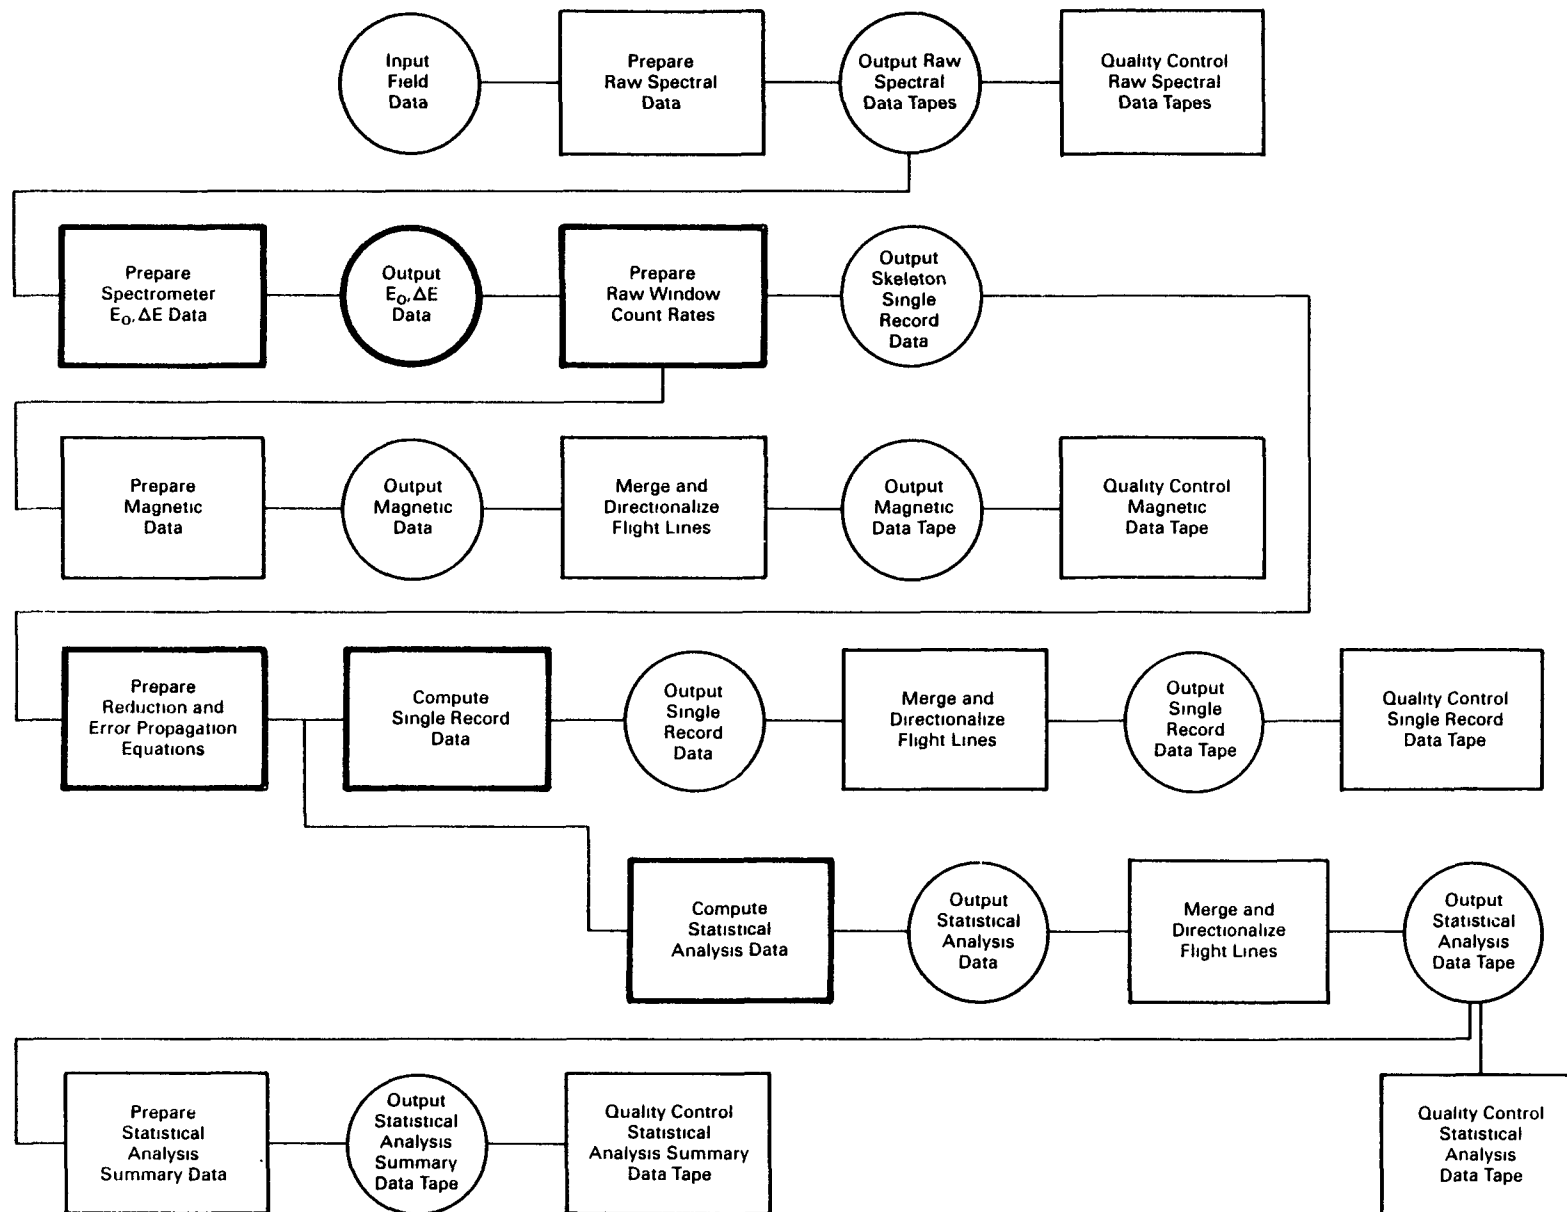 Input
Field
Data
Prepare
Raw Spectral
Data
Output Raw
Spectral
Data Tapes
Quality Control
Raw Spectral
Data Tapes
Prepare
Spectrometer
E₀, ΔE Data
Output
E₀, ΔE
Data
Prepare
Raw Window
Count Rates
Output
Skeleton
Single
Record
Data
Prepare
Magnetic
Data
Output
Magnetic
Data
Merge and
Directionalize
Flight Lines
Output
Magnetic
Data Tape
Quality Control
Magnetic
Data Tape
Prepare
Reduction and
Error Propagation
Equations
Compute
Single Record
Data
Output
Single
Record
Data
Merge and
Directionalize
Flight Lines
Output
Single
Record
Data Tape
Quality Control
Single Record
Data Tape
Compute
Statistical
Analysis Data
Output
Statistical
Analysis
Data
Merge and
Directionalize
Flight Lines
Output
Statistical
Analysis
Data Tape
Prepare
Statistical
Analysis
Summary Data
Output
Statistical
Analysis
Summary
Data Tape
Quality Control
Statistical
Analysis Summary
Data Tape
Quality Control
Statistical
Analysis
Data Tape